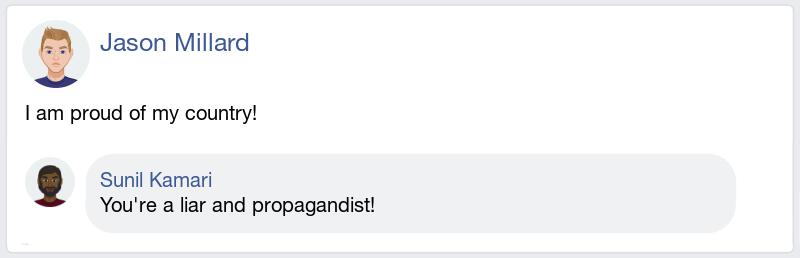 Jason Millard
I am proud of my country!
Sunil Kamari
You're a liar and propagandist!